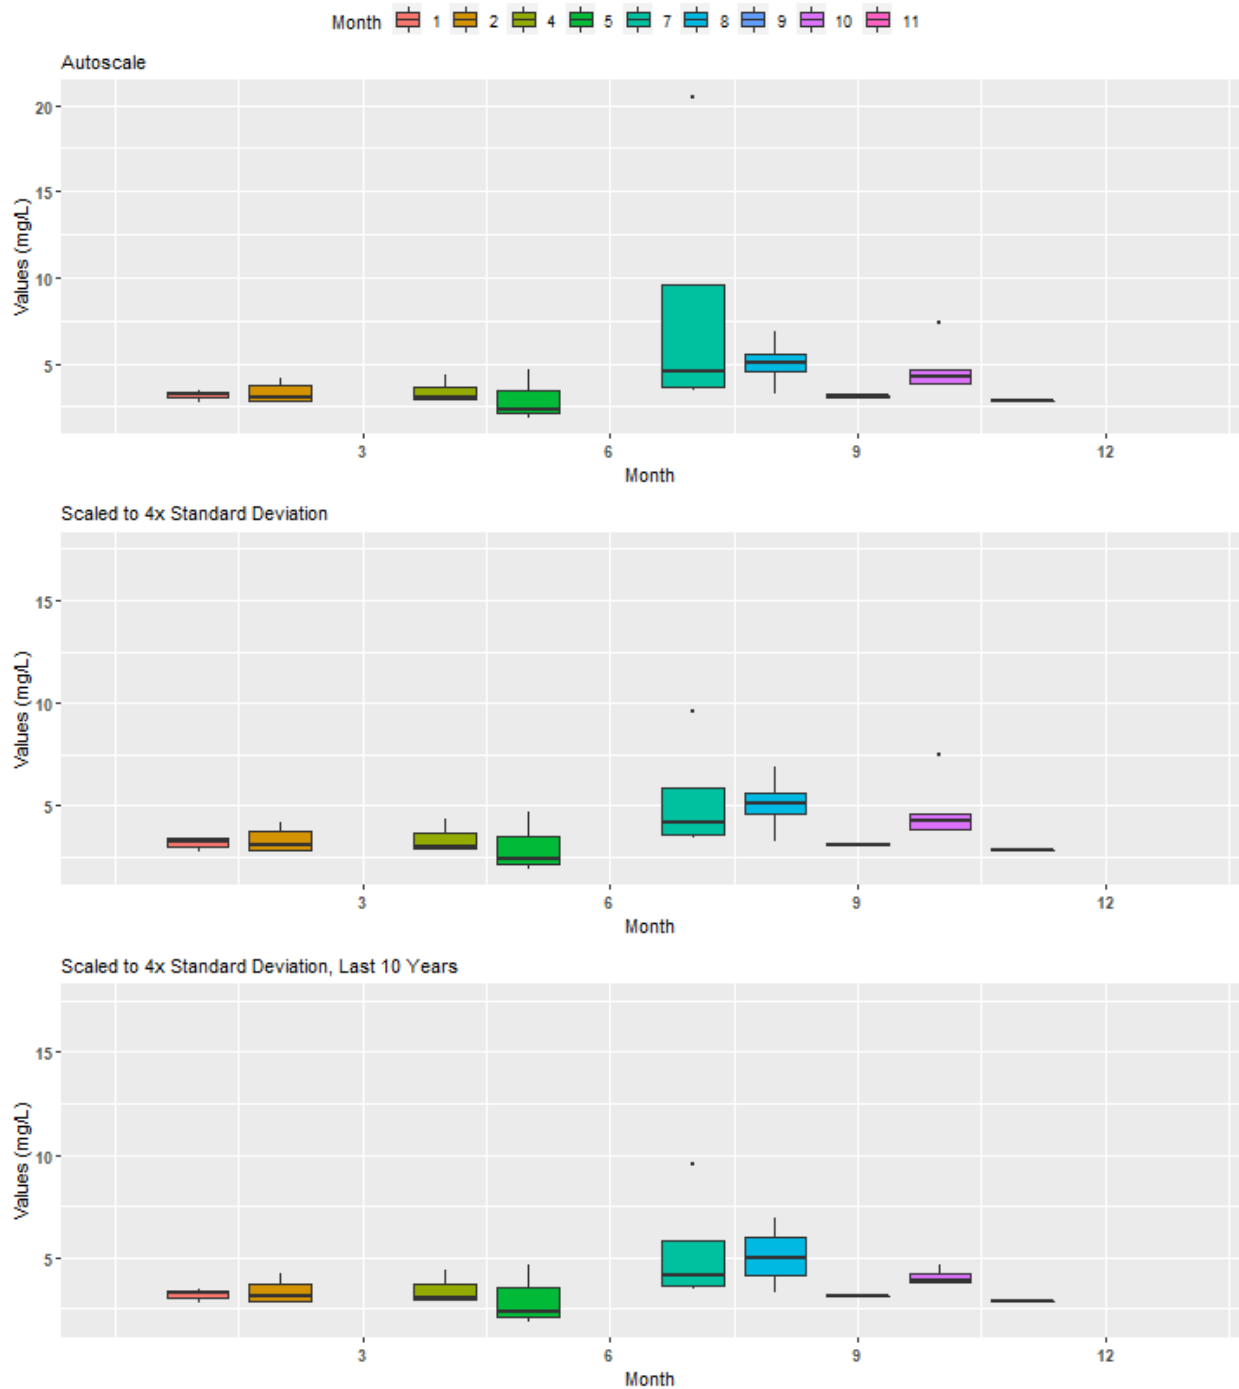 Month 1 2 4 5 7 8 9 10 11
Autoscale
20
15
10
5
Values (mg/L)
3 6 9 12
Month
Scaled to 4x Standard Deviation
15
10
5
Values (mg/L)
3 6 9 12
Month
Scaled to 4x Standard Deviation, Last 10 Years
15
10
5
Values (mg/L)
3 6 9 12
Month